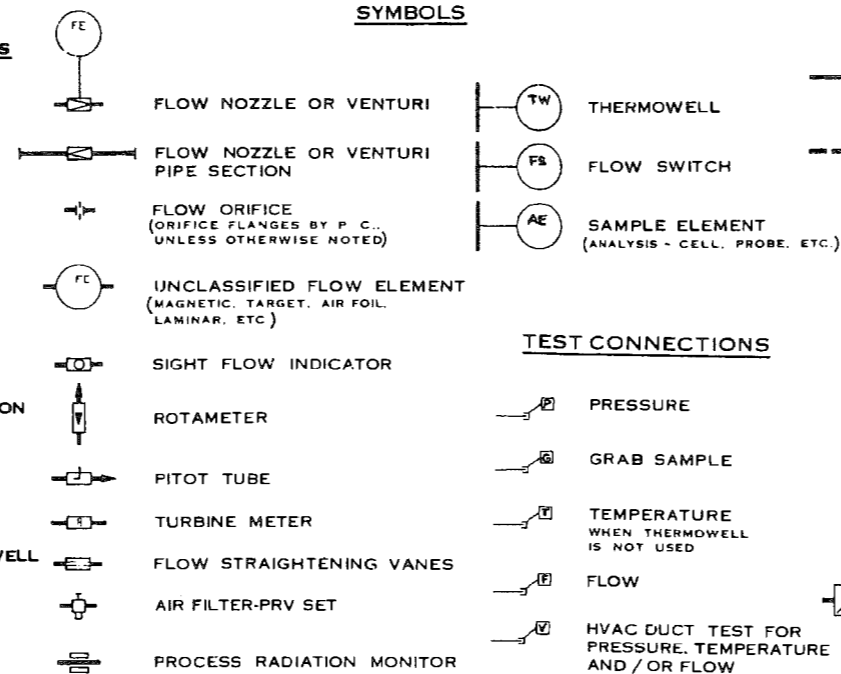 SYMBOLS
S
FE
FLOW NOZZLE OR VENTURI
FLOW NOZZLE OR VENTURI
PIPE SECTION
FLOW ORIFICE
(ORIFICE FLANGES BY P C.,
UNLESS OTHERWISE NOTED)
FE
UNCLASSIFIED FLOW ELEMENT
(MAGNETIC, TARGET, AIR FOIL,
LAMINAR, ETC)
SIGHT FLOW INDICATOR
ON
ROTAMETER
PITOT TUBE
TURBINE METER
WELL
FLOW STRAIGHTENING VANES
AIR FILTER-PRV SET
PROCESS RADIATION MONITOR
TW
THERMOWELL
FS
FLOW SWITCH
AE
SAMPLE ELEMENT
(ANALYSIS - CELL, PROBE, ETC.)
TEST CONNECTIONS
P
PRESSURE
G
GRAB SAMPLE
T
TEMPERATURE
WHEN THERMOWELL
IS NOT USED
F
FLOW
V
HVAC DUCT TEST FOR
PRESSURE, TEMPERATURE
AND / OR FLOW